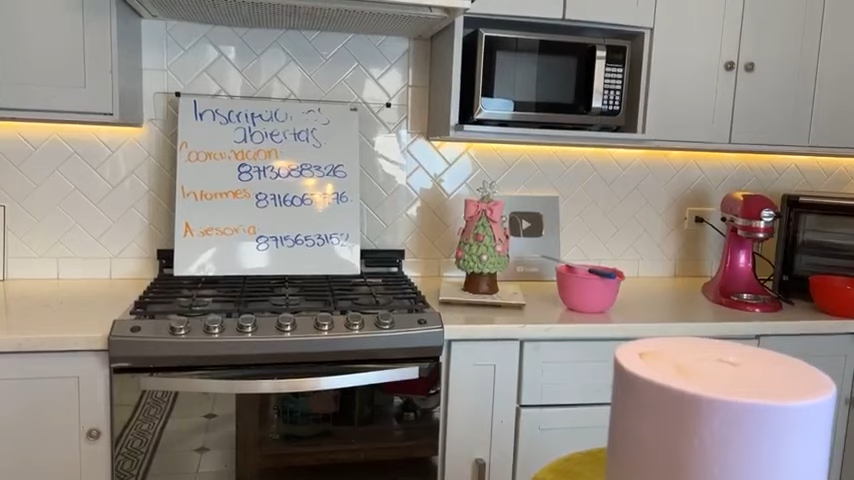 Inscripciones
abiertas
Coordinación
8713088326
Informes
Asesoria
8715653152